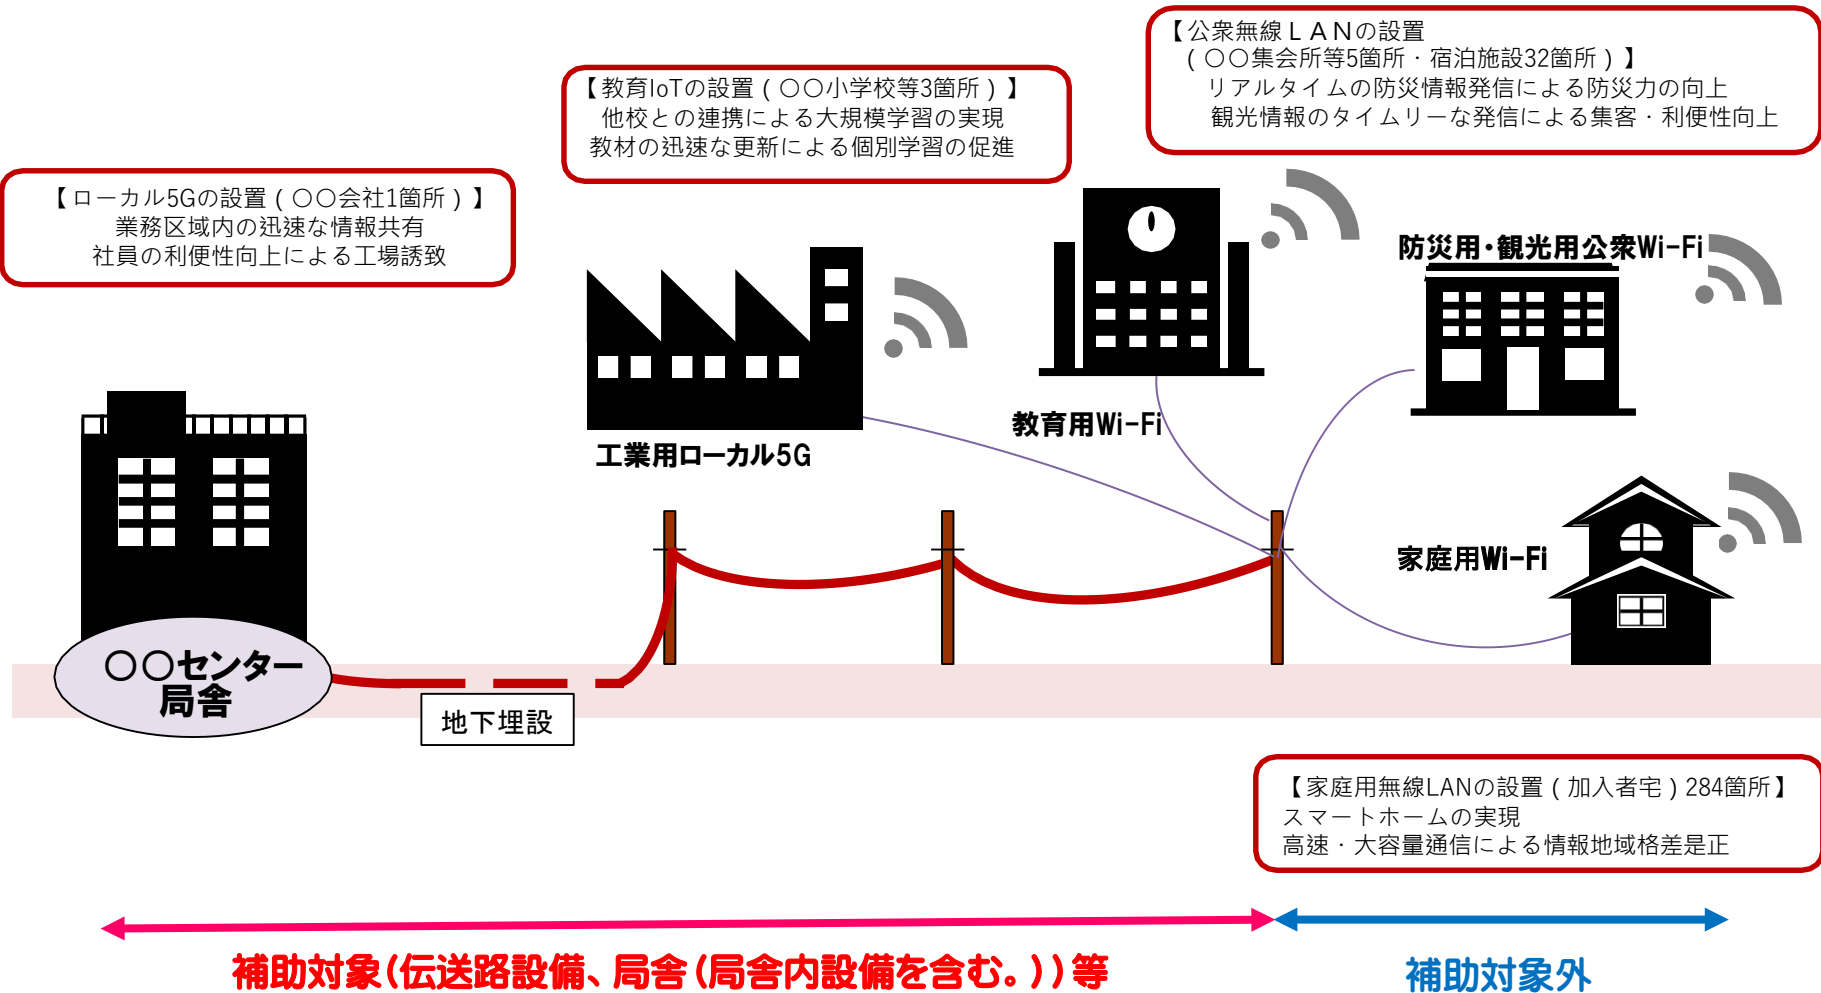 【公衆無線ＬＡＮの設置
(〇〇集会所等5箇所・宿泊施設32箇所)】
リアルタイムの防災情報発信による防災力の向上
観光情報のタイムリーな発信による集客・利便性向上
【教育IoTの設置(〇〇小学校等3箇所)】
他校との連携による大規模学習の実現
教材の迅速な更新による個別学習の促進
【ローカル5Gの設置(〇〇会社1箇所)】
業務区域内の迅速な情報共有
社員の利便性向上による工場誘致
防災用・観光用公衆Wi-Fi
教育用Wi-Fi
工業用ローカル5G
家庭用Wi-Fi
〇〇センター
局舎
地下埋設
【家庭用無線LANの設置(加入者宅)284箇所】
スマートホームの実現
高速・大容量通信による情報地域格差是正
補助対象(伝送路設備、局舎(局舎内設備を含む。))等
補助対象外